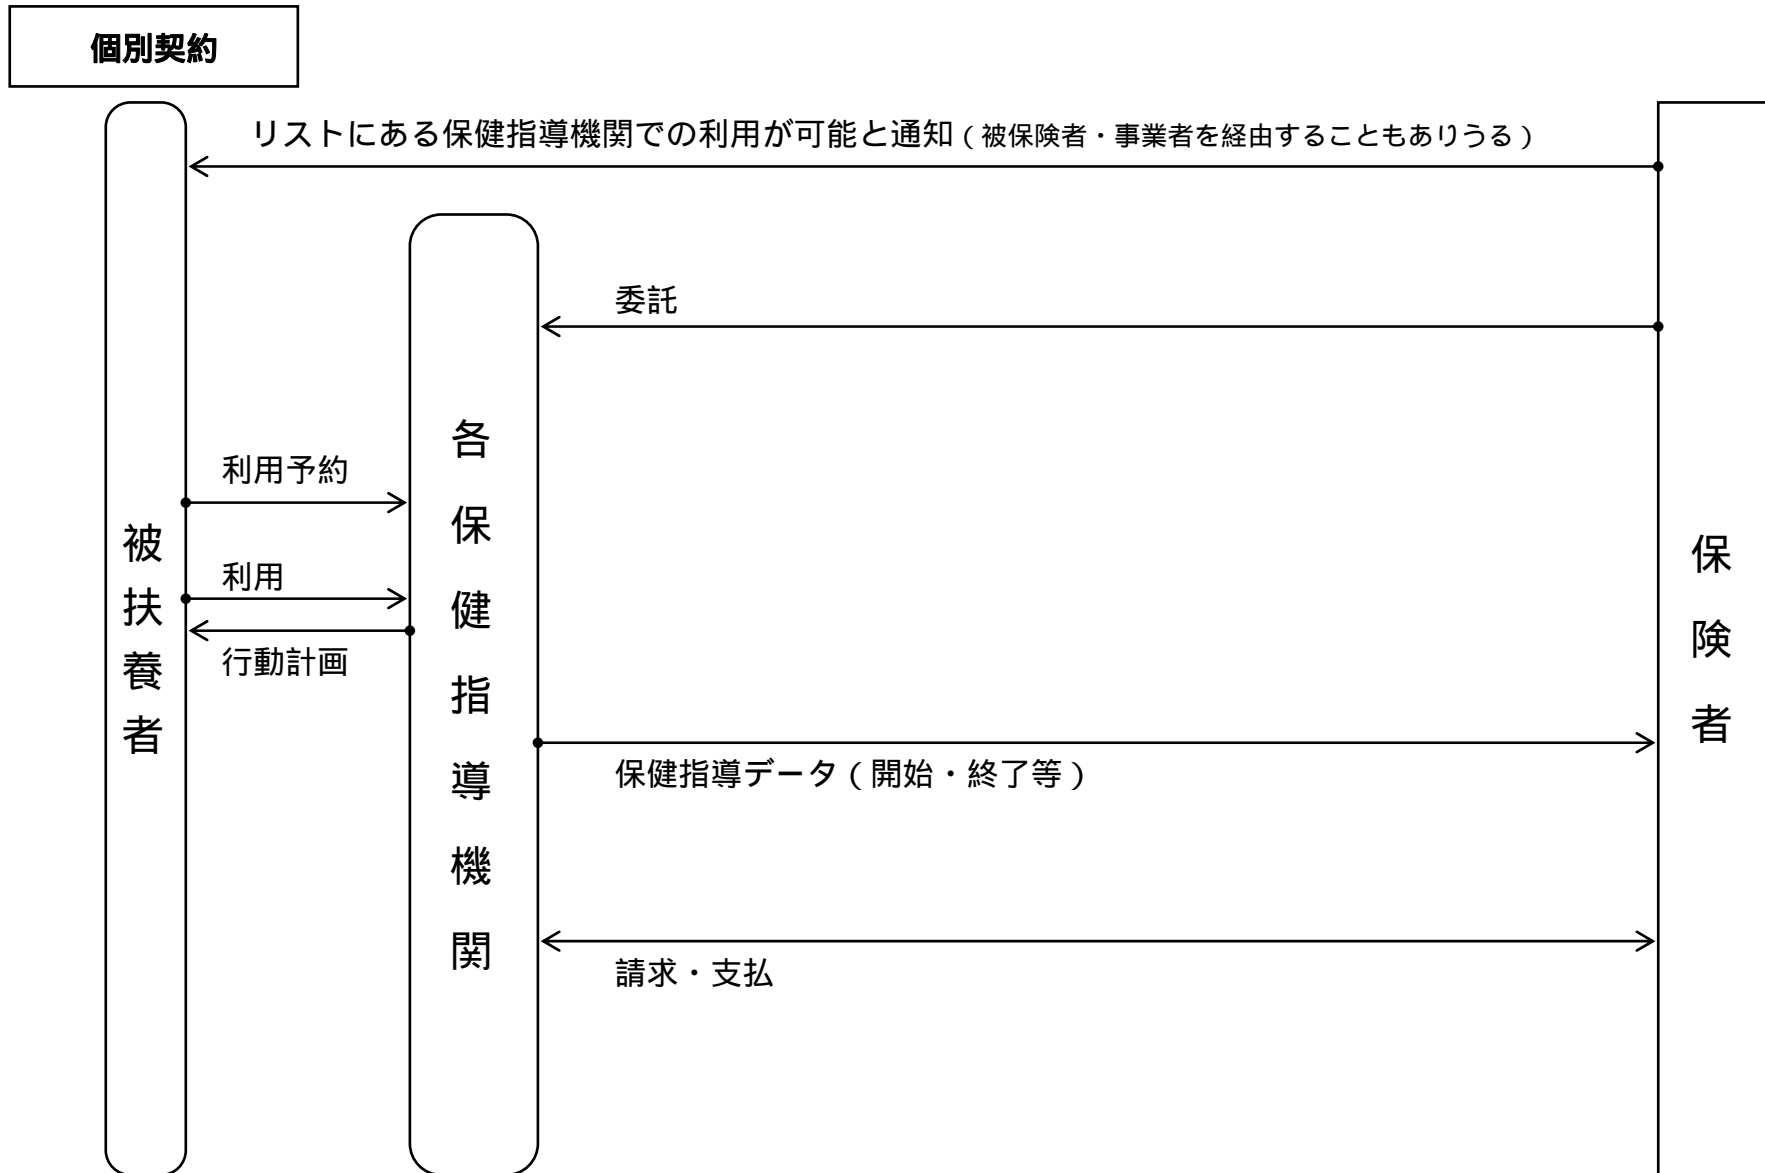 個別契約
リストにある保健指導機関での利用が可能と通知（被保険者・事業者を経由することもありうる）
委託
利用予約
利用
行動計画
被扶養者
各保健指導機関
保険者
保健指導データ（開始・終了等）
請求・支払